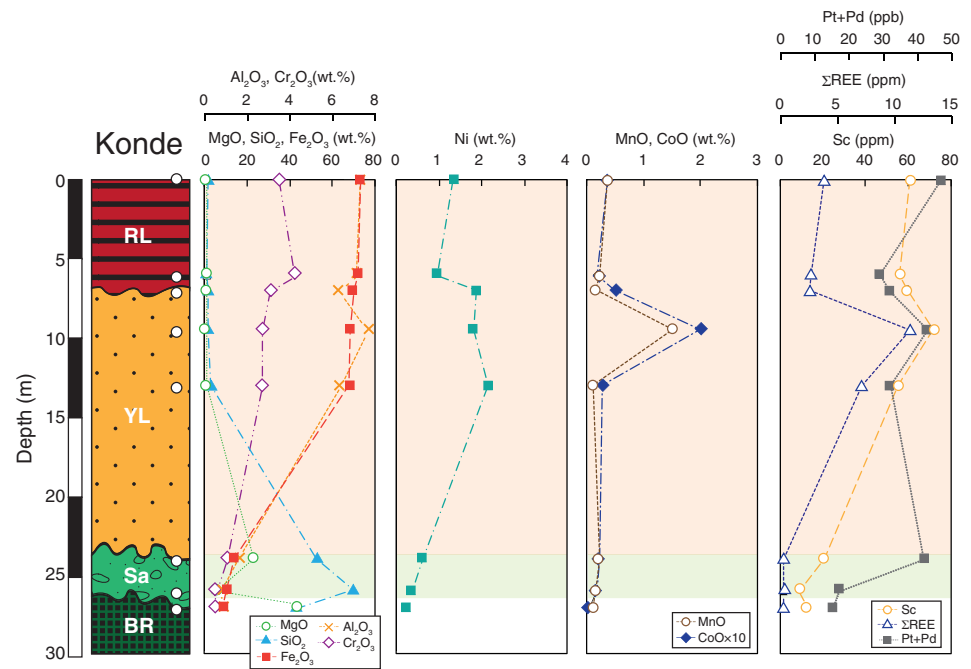 Pt+Pd (ppb)
0 10 20 30 40 50
Al₂O₃, Cr₂O₃(wt.%)
ΣREE (ppm)
0 2 4 6 8
0 5 10 15
Konde
MgO, SiO₂, Fe₂O₃ (wt.%)
Ni (wt.%)
MnO, CoO (wt.%)
Sc (ppm)
0 20 40 60 80
0 1 2 3 4
0 1 2 3
0 20 40 60 80
Depth (m)
0
5
10
15
20
25
30
RL
YL
Sa
BR
MgO
SiO₂
Fe₂O₃
Al₂O₃
Cr₂O₃
MnO
CoO×10
Sc
ΣREE
Pt+Pd